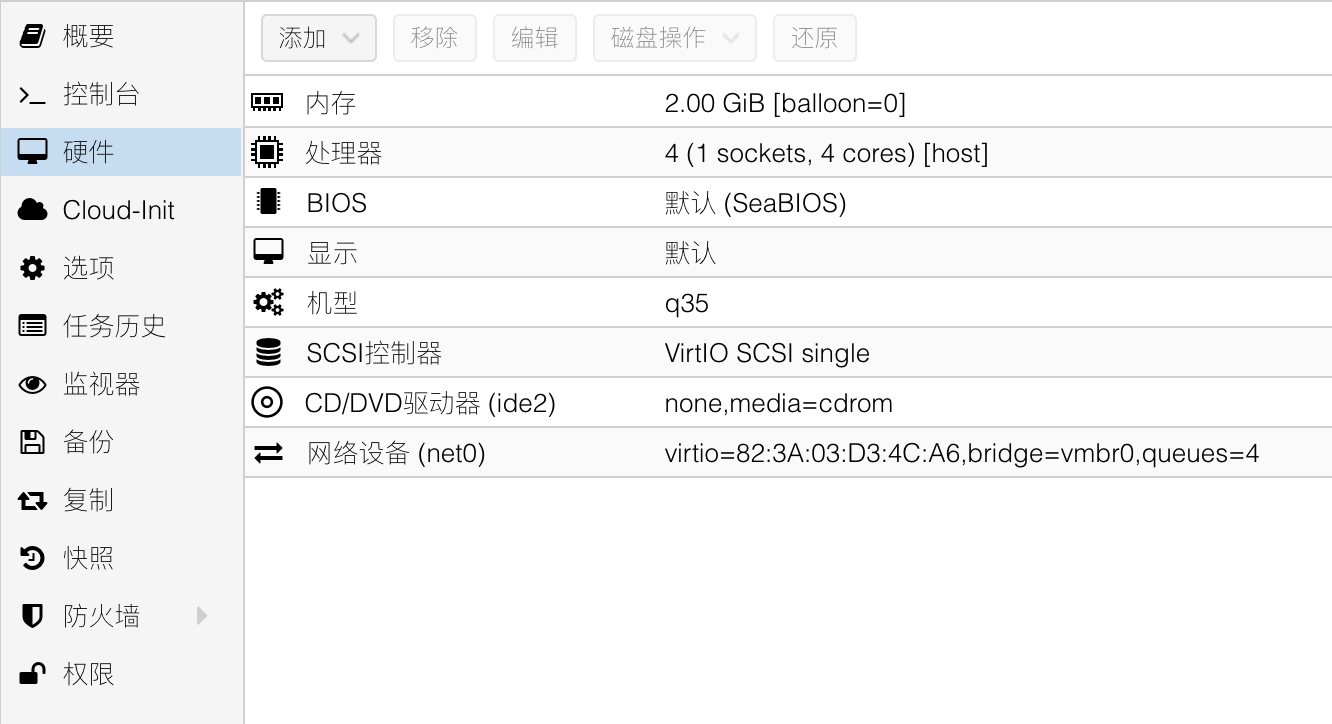 概要
控制台
硬件
Cloud-Init
选项
任务历史
监视器
备份
复制
快照
防火墙
权限
添加 移除 编辑 磁盘操作 还原
内存 2.00 GiB [balloon=0]
处理器 4 (1 sockets, 4 cores) [host]
BIOS 默认 (SeaBIOS)
显示 默认
机型 q35
SCSI控制器 VirtIO SCSI single
CD/DVD驱动器 (ide2) none,media=cdrom
网络设备 (net0) virtio=82:3A:03:D3:4C:A6,bridge=vmbr0,queues=4